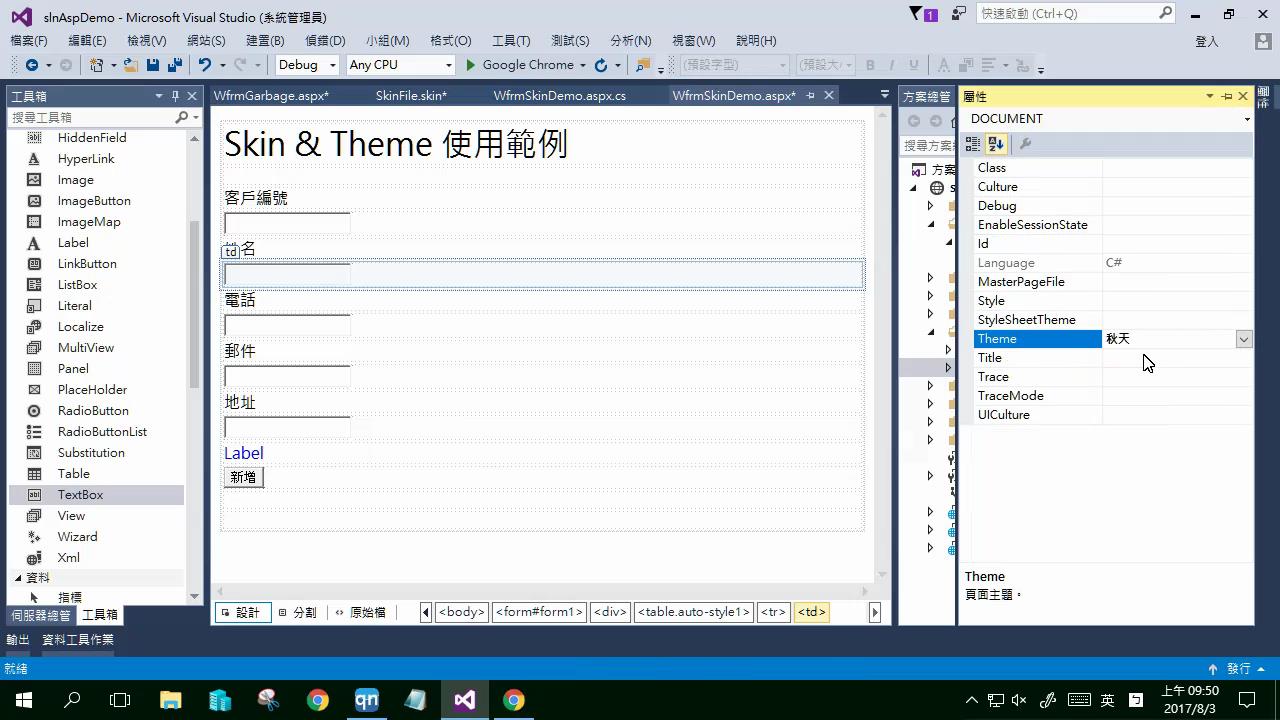 slnAspDemo - Microsoft Visual Studio (系統管理員)
1
快速啟動 (Ctrl+Q)
檔案(F) 編輯(E) 檢視(V) 網站(S) 建置(B) 偵錯(D) 小組(M) 格式(O) 工具(T) 測試(S) 分析(N) 視窗(W) 說明(H)
登入
Debug Any CPU Google Chrome (預設字型) (預設大 B I U A
工具箱
搜尋工具箱
HiddenField
HyperLink
Image
ImageButton
ImageMap
Label
LinkButton
ListBox
Literal
Localize
MultiView
Panel
PlaceHolder
RadioButton
RadioButtonList
Substitution
Table
TextBox
View
Wizard
Xml
資料
指標
伺服器總管 工具箱
輸出 資料工具作業
WfrmGarbage.aspx* SkinFile.skin* WfrmSkinDemo.aspx.cs WfrmSkinDemo.aspx*
Skin & Theme 使用範例
客戶編號
td 名
電話
郵件
地址
Label
新增
設計 分割 原始檔 <body> <form#form1> <div> <table.auto-style1> <tr> <td>
方案總管
搜尋方案
方案
屬性
DOCUMENT
Class
Culture
Debug
EnableSessionState
Id
Language C#
MasterPageFile
Style
StyleSheetTheme
Theme 秋天
Title
Trace
TraceMode
UICulture
Theme
頁面主題。
就緒
發行
qn
英
上午 09:50
2017/8/3